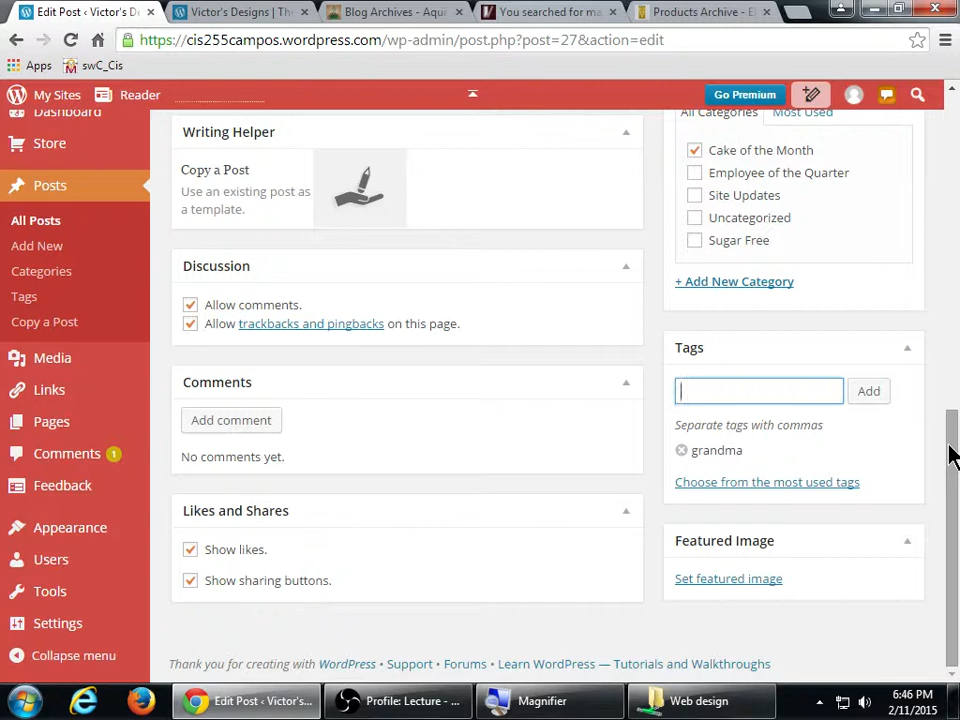 Edit Post ‹ Victor's D
Victor's Designs | The
Blog Archives - Aqui
You searched for ma
Products Archive - El
https://cis255campos.wordpress.com/wp-admin/post.php?post=27&action=edit
Apps
swC_Cis
My Sites
Reader
Go Premium
Dashboard
Store
Posts
All Posts
Add New
Categories
Tags
Copy a Post
Media
Links
Pages
Comments 1
Feedback
Appearance
Users
Tools
Settings
Collapse menu
Writing Helper
Copy a Post
Use an existing post as
a template.
Discussion
Allow comments.
Allow trackbacks and pingbacks on this page.
Comments
Add comment
No comments yet.
Likes and Shares
Show likes.
Show sharing buttons.
All Categories
Most Used
Cake of the Month
Employee of the Quarter
Site Updates
Uncategorized
Sugar Free
+ Add New Category
Tags
Add
Separate tags with commas
grandma
Choose from the most used tags
Featured Image
Set featured image
Thank you for creating with WordPress • Support • Forums • Learn WordPress — Tutorials and Walkthroughs
Edit Post ‹ Victor's...
Profile: Lecture - ...
Magnifier
Web design
6:46 PM
2/11/2015